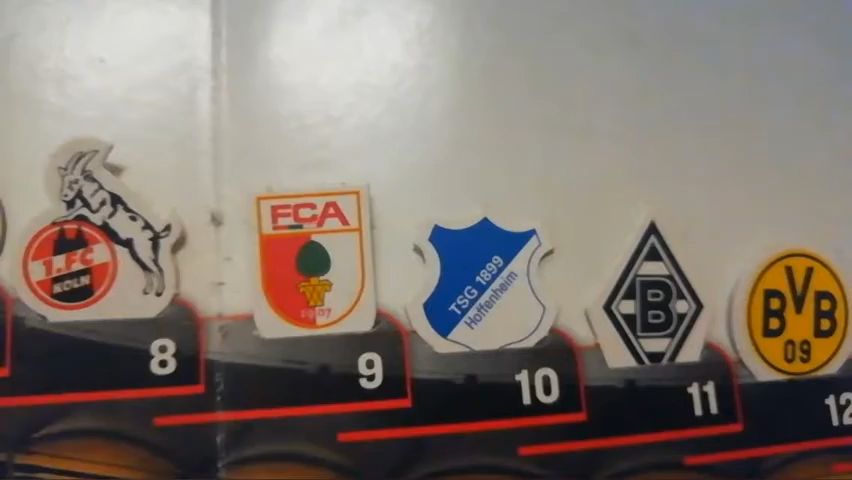 1.FC
KÖLN
8
FCA
1907
9
TSG 1899
Hoffenheim
10
B
11
BVB
09
12